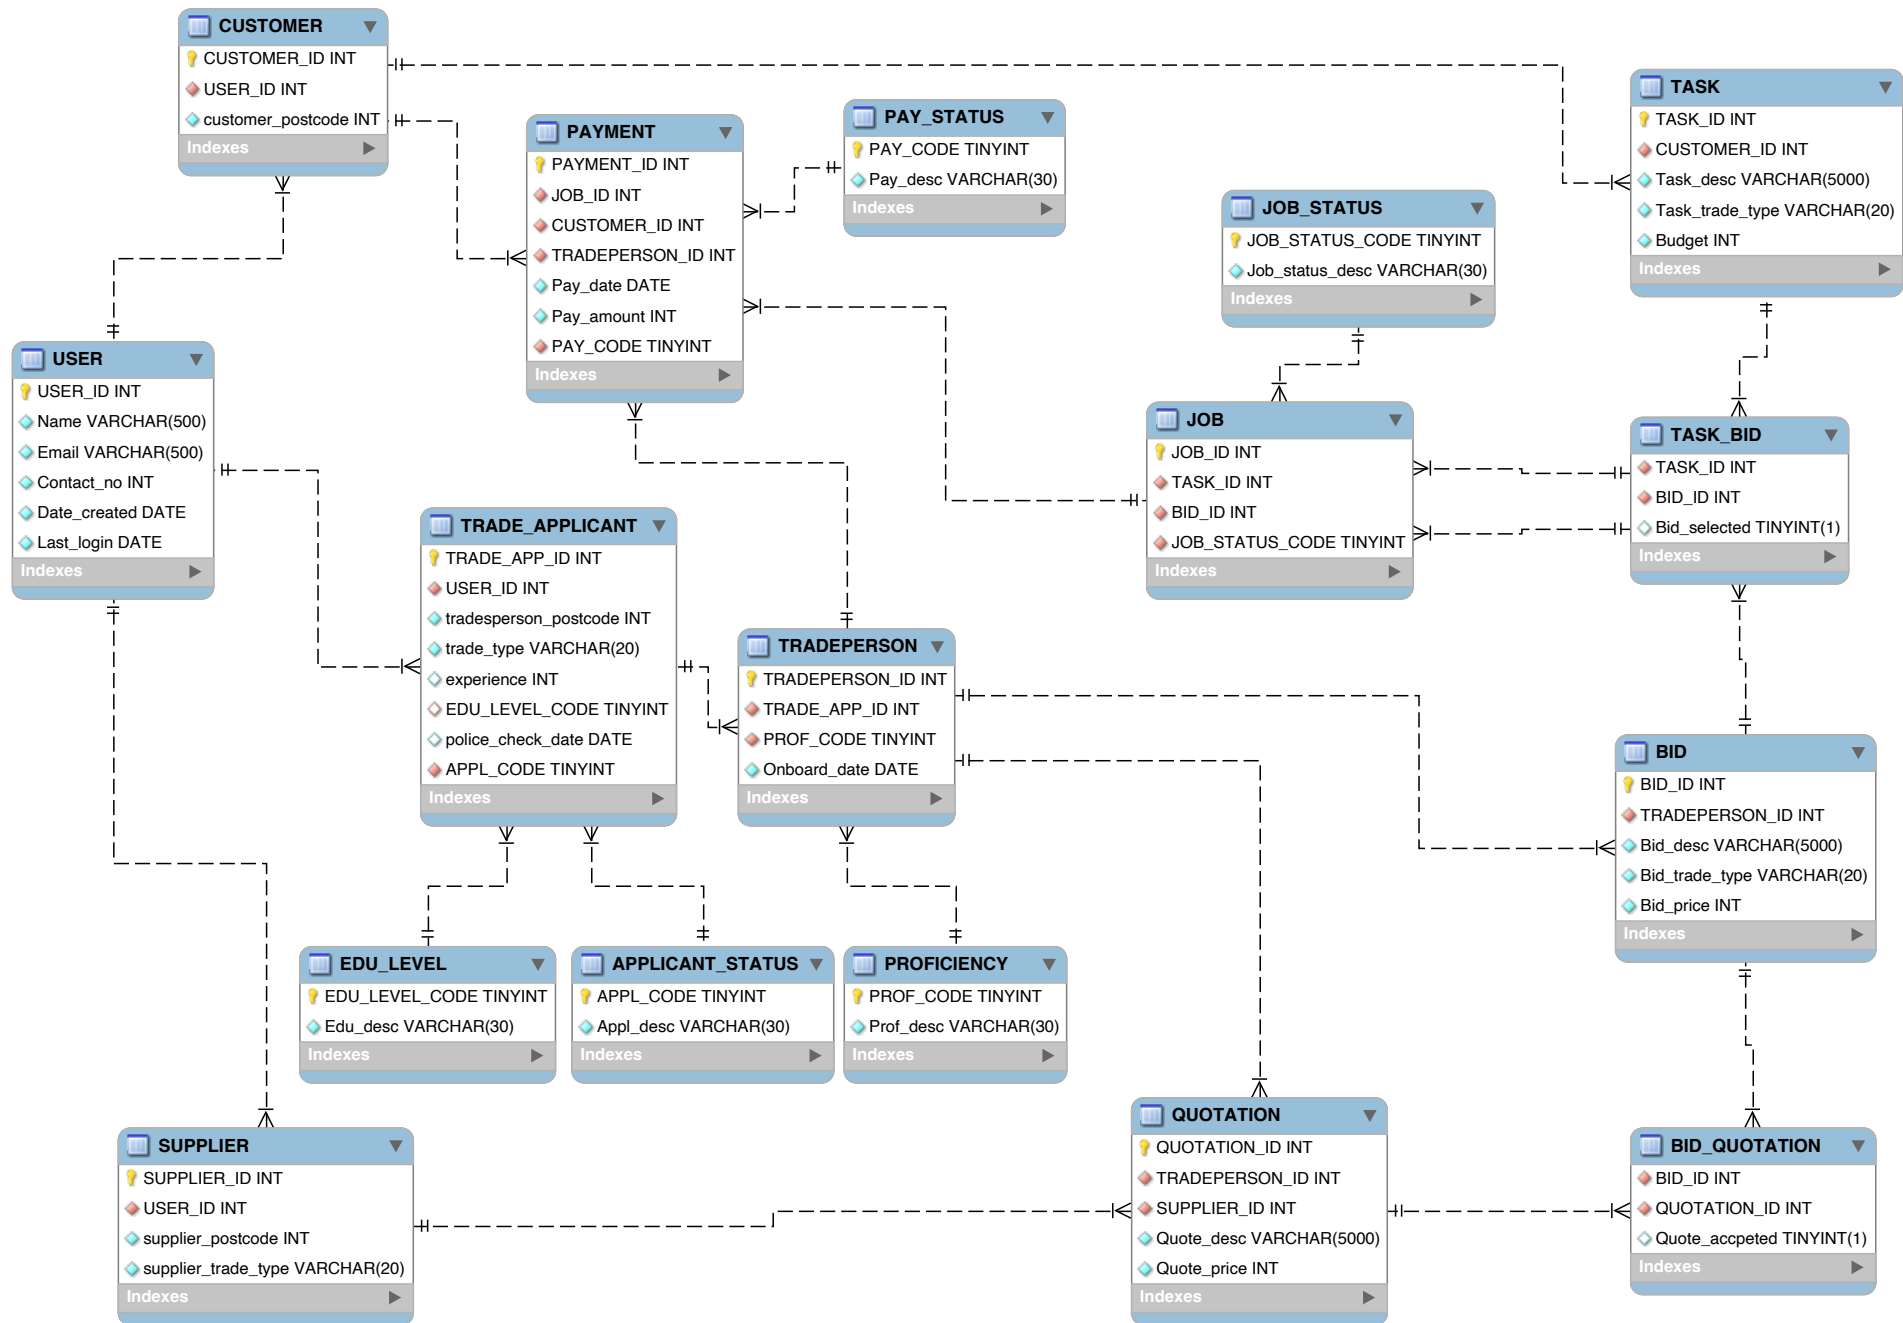 CUSTOMER
CUSTOMER_ID INT
USER_ID INT
customer_postcode INT
Indexes
PAYMENT
PAYMENT_ID INT
JOB_ID INT
CUSTOMER_ID INT
TRADEPERSON_ID INT
Pay_date DATE
Pay_amount INT
PAY_CODE TINYINT
Indexes
PAY_STATUS
PAY_CODE TINYINT
Pay_desc VARCHAR(30)
Indexes
JOB_STATUS
JOB_STATUS_CODE TINYINT
Job_status_desc VARCHAR(30)
Indexes
TASK
TASK_ID INT
CUSTOMER_ID INT
Task_desc VARCHAR(5000)
Task_trade_type VARCHAR(20)
Budget INT
Indexes
USER
USER_ID INT
Name VARCHAR(500)
Email VARCHAR(500)
Contact_no INT
Date_created DATE
Last_login DATE
Indexes
TRADE_APPLICANT
TRADE_APP_ID INT
USER_ID INT
tradesperson_postcode INT
trade_type VARCHAR(20)
experience INT
EDU_LEVEL_CODE TINYINT
police_check_date DATE
APPL_CODE TINYINT
Indexes
TRADEPERSON
TRADEPERSON_ID INT
TRADE_APP_ID INT
PROF_CODE TINYINT
Onboard_date DATE
Indexes
JOB
JOB_ID INT
TASK_ID INT
BID_ID INT
JOB_STATUS_CODE TINYINT
Indexes
TASK_BID
TASK_ID INT
BID_ID INT
Bid_selected TINYINT(1)
Indexes
BID
BID_ID INT
TRADEPERSON_ID INT
Bid_desc VARCHAR(5000)
Bid_trade_type VARCHAR(20)
Bid_price INT
Indexes
EDU_LEVEL
EDU_LEVEL_CODE TINYINT
Edu_desc VARCHAR(30)
Indexes
APPLICANT_STATUS
APPL_CODE TINYINT
Appl_desc VARCHAR(30)
Indexes
PROFICIENCY
PROF_CODE TINYINT
Prof_desc VARCHAR(30)
Indexes
SUPPLIER
SUPPLIER_ID INT
USER_ID INT
supplier_postcode INT
supplier_trade_type VARCHAR(20)
Indexes
QUOTATION
QUOTATION_ID INT
TRADEPERSON_ID INT
SUPPLIER_ID INT
Quote_desc VARCHAR(5000)
Quote_price INT
Indexes
BID_QUOTATION
BID_ID INT
QUOTATION_ID INT
Quote_accpeted TINYINT(1)
Indexes